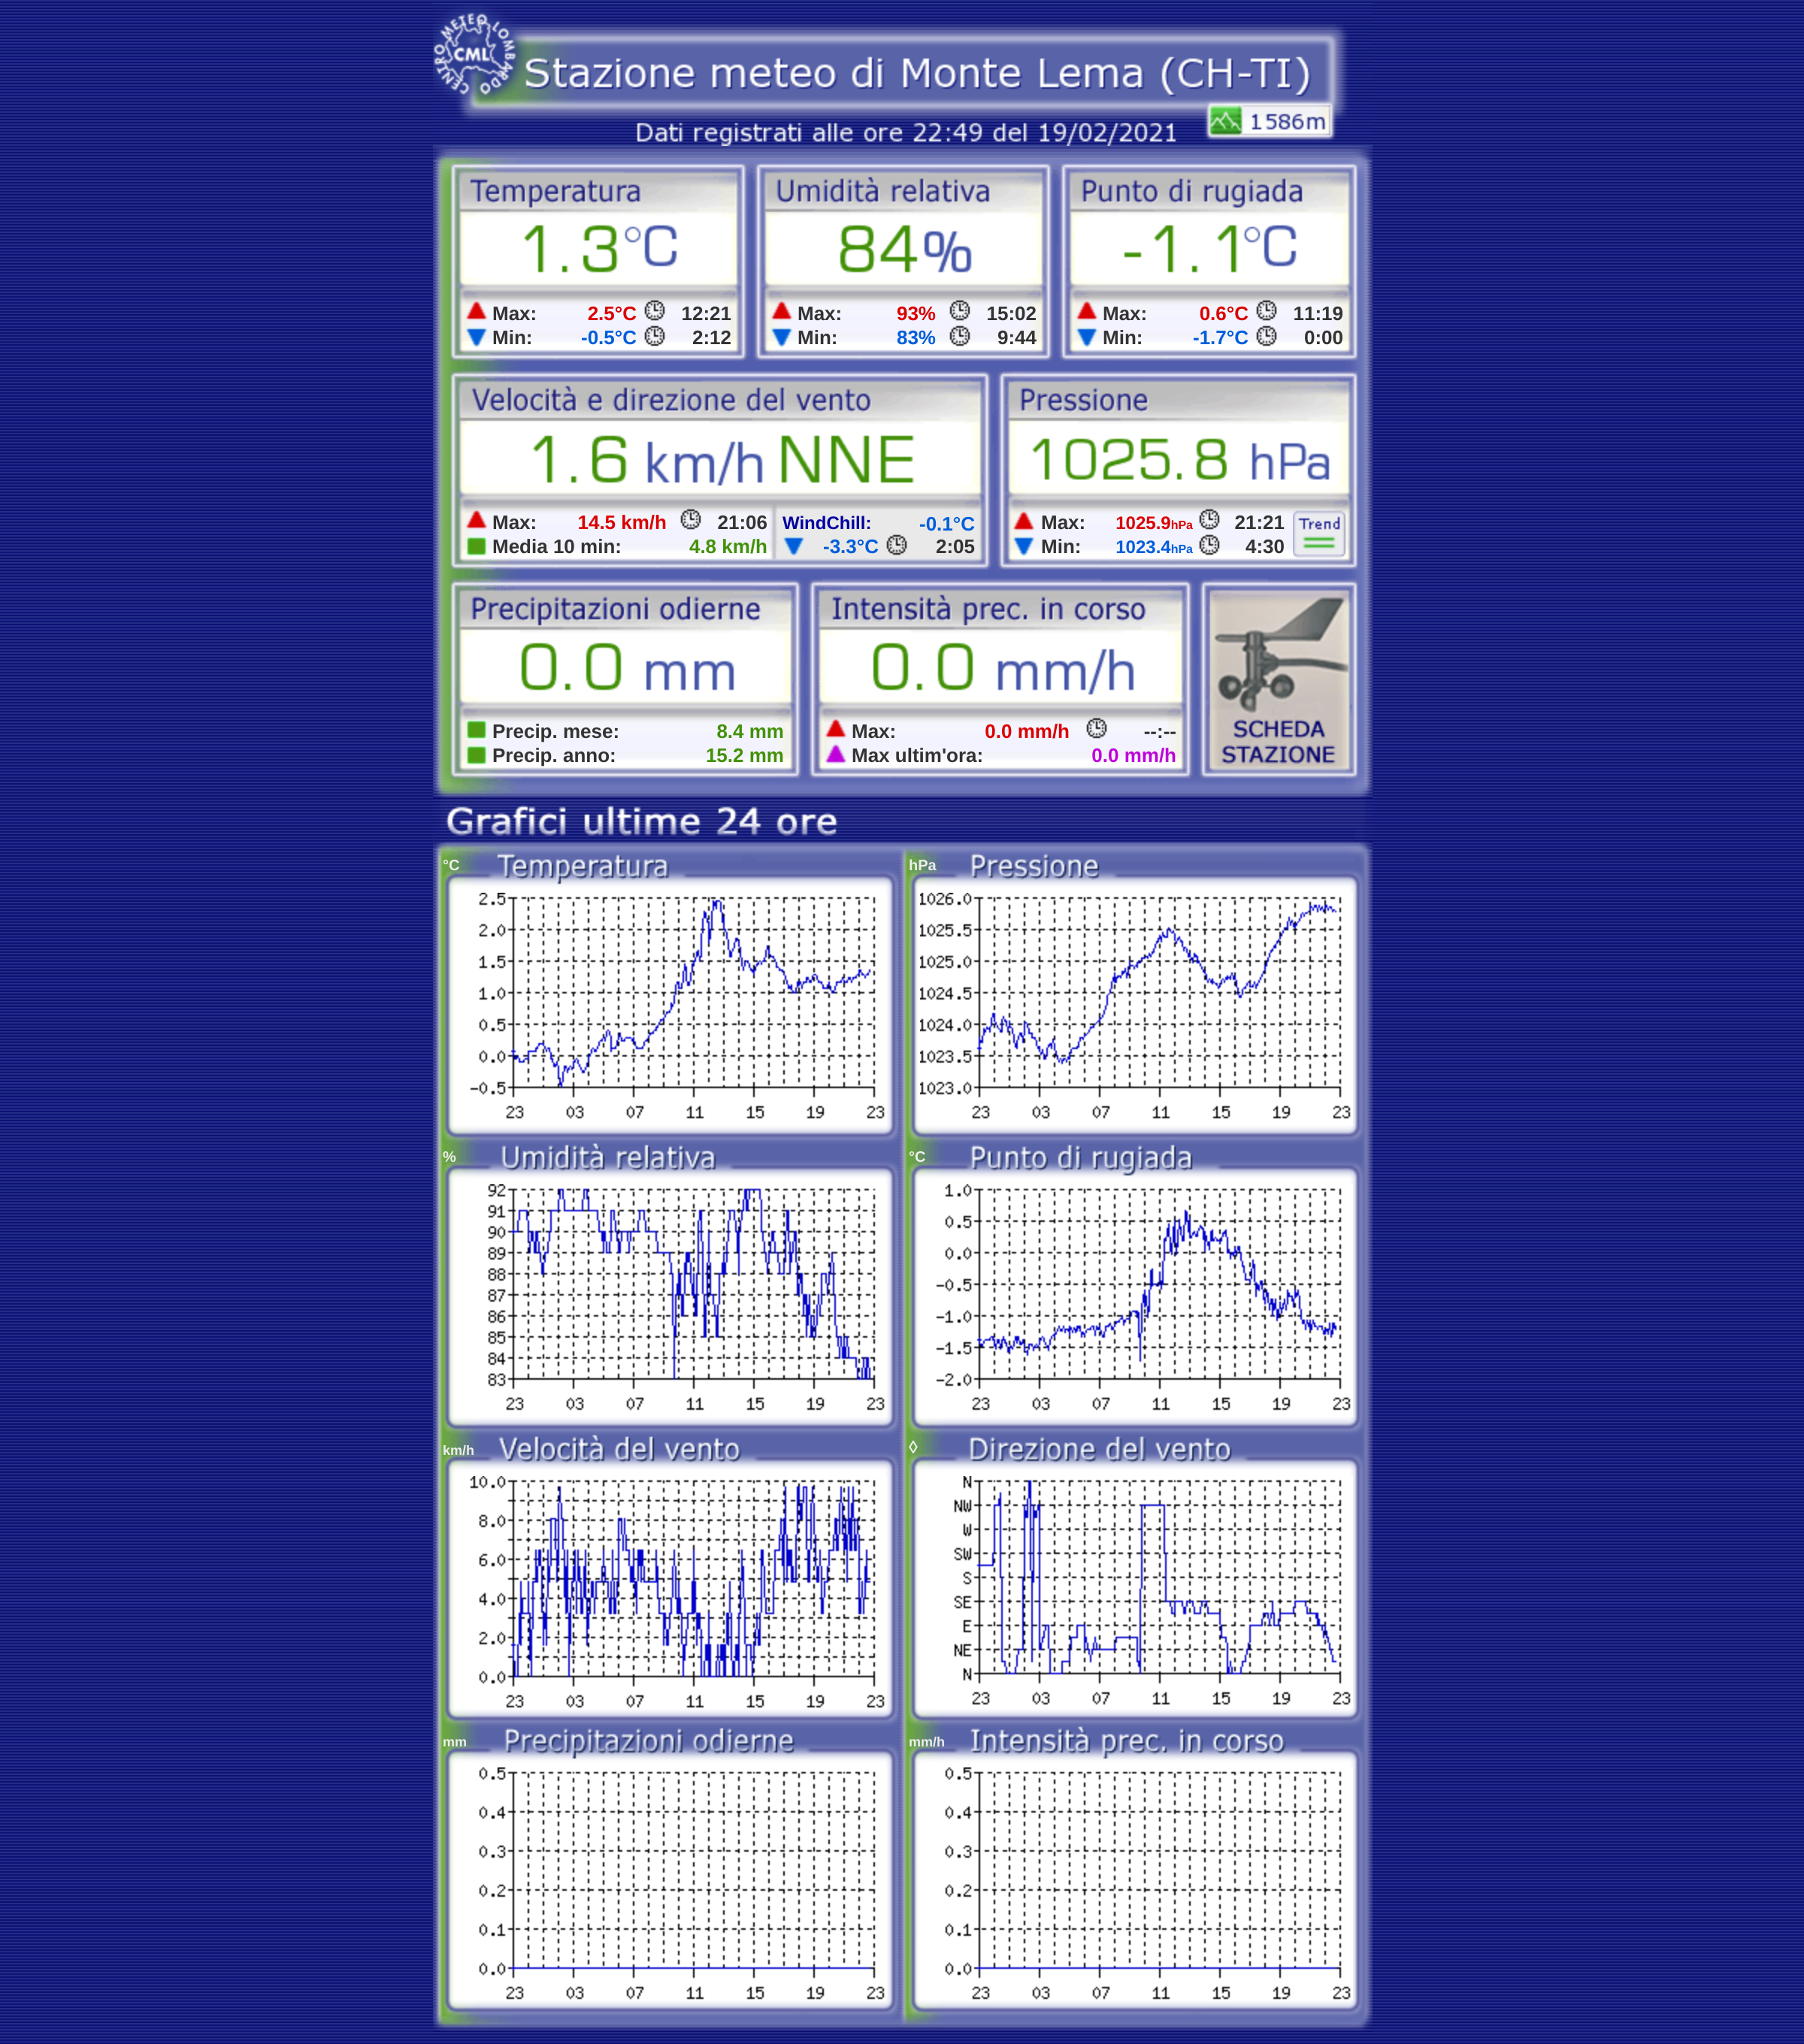 CENTRO METEO LOMBARDO
CML
Stazione meteo di Monte Lema (CH-TI)
1586m
Dati registrati alle ore 22:49 del 19/02/2021
Temperatura
1.3°C
Max: 2.5°C 12:21
Min: -0.5°C 2:12
Umidità relativa
84%
Max: 93% 15:02
Min: 83% 9:44
Punto di rugiada
-1.1°C
Max: 0.6°C 11:19
Min: -1.7°C 0:00
Velocità e direzione del vento
1.6 km/h NNE
Max: 14.5 km/h 21:06
Media 10 min: 4.8 km/h
WindChill: -0.1°C
-3.3°C 2:05
Pressione
1025.8 hPa
Max: 1025.9hPa 21:21
Min: 1023.4hPa 4:30
Trend
Precipitazioni odierne
0.0 mm
Precip. mese: 8.4 mm
Precip. anno: 15.2 mm
Intensità prec. in corso
0.0 mm/h
Max: 0.0 mm/h --:--
Max ultim'ora: 0.0 mm/h
SCHEDA
STAZIONE
Grafici ultime 24 ore
°C Temperatura
2.5
2.0
1.5
1.0
0.5
0.0
-0.5
23 03 07 11 15 19 23
hPa Pressione
1026.0
1025.5
1025.0
1024.5
1024.0
1023.5
1023.0
23 03 07 11 15 19 23
% Umidità relativa
92
91
90
89
88
87
86
85
84
83
23 03 07 11 15 19 23
°C Punto di rugiada
1.0
0.5
0.0
-0.5
-1.0
-1.5
-2.0
23 03 07 11 15 19 23
km/h Velocità del vento
10.0
8.0
6.0
4.0
2.0
0.0
23 03 07 11 15 19 23
◊ Direzione del vento
N
NW
W
SW
S
SE
E
NE
N
23 03 07 11 15 19 23
mm Precipitazioni odierne
0.5
0.4
0.3
0.2
0.1
0.0
23 03 07 11 15 19 23
mm/h Intensità prec. in corso
0.5
0.4
0.3
0.2
0.1
0.0
23 03 07 11 15 19 23